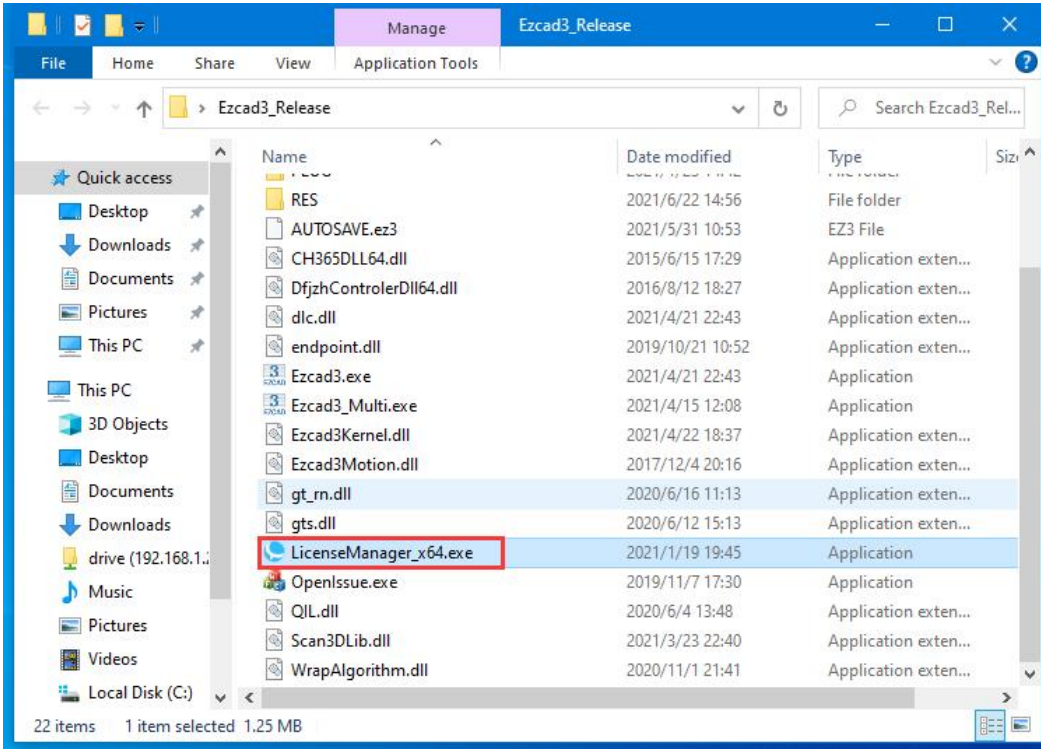 Manage
Ezcad3_Release
File
Home
Share
View
Application Tools
Ezcad3_Release
Search Ezcad3_Rel...
Name
Date modified
Type
Quick access
Desktop
Downloads
Documents
Pictures
This PC
This PC
3D Objects
Desktop
Documents
Downloads
drive (192.168.1.
Music
Pictures
Videos
Local Disk (C:)
RES 2021/6/22 14:56 File folder
AUTOSAVE.ez3 2021/5/31 10:53 EZ3 File
CH365DLL64.dll 2015/6/15 17:29 Application exten...
DfjzhControlerDll64.dll 2016/8/12 18:27 Application exten...
dlc.dll 2021/4/21 22:43 Application exten...
endpoint.dll 2019/10/21 10:52 Application exten...
Ezcad3.exe 2021/4/21 22:43 Application
Ezcad3_Multi.exe 2021/4/15 12:08 Application
Ezcad3Kernel.dll 2021/4/22 18:37 Application exten...
Ezcad3Motion.dll 2017/12/4 20:16 Application exten...
gt_rn.dll 2020/6/16 11:13 Application exten...
gts.dll 2020/6/12 15:13 Application exten...
LicenseManager_x64.exe 2021/1/19 19:45 Application
OpenIssue.exe 2019/11/7 17:30 Application
QIL.dll 2020/6/4 13:48 Application exten...
Scan3DLib.dll 2021/3/23 22:40 Application exten...
WrapAlgorithm.dll 2020/11/1 21:41 Application exten...
22 items 1 item selected 1.25 MB